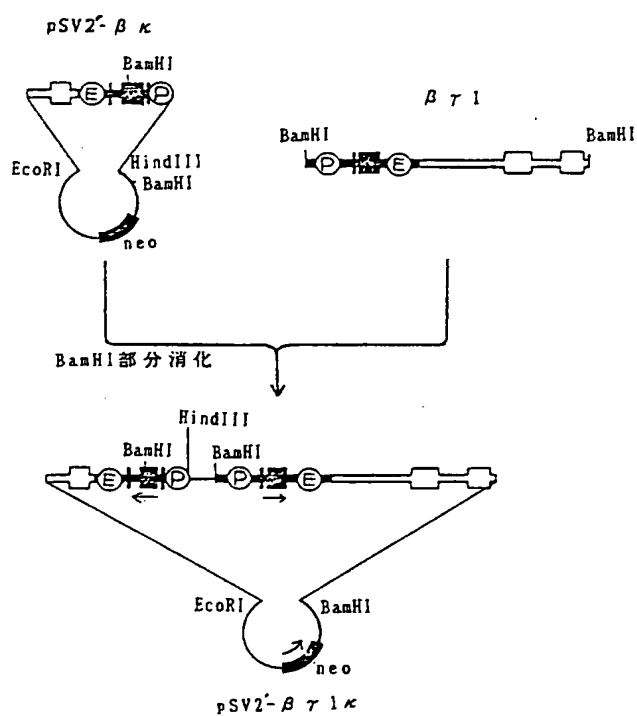 pSV2-β κ
BamHI
E
P
EcoRI
HindIII
BamHI
neo
β γ 1
BamHI
BamHI
P
E
BamHI部分消化
HindIII
BamHI
BamHI
E
P
P
E
EcoRI
BamHI
neo
pSV2-β γ 1 κ